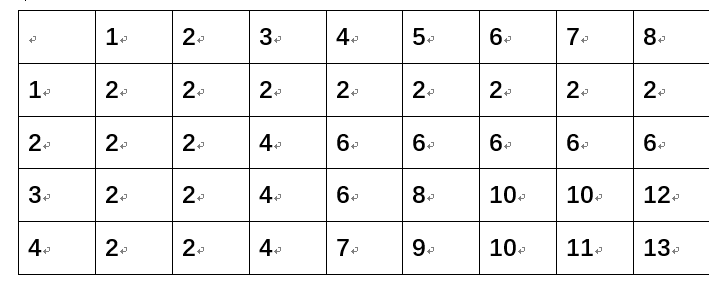 1 2 3 4 5 6 7 8
1 2 2 2 2 2 2 2 2
2 2 2 4 6 6 6 6 6
3 2 2 4 6 8 10 10 12
4 2 2 4 7 9 10 11 13